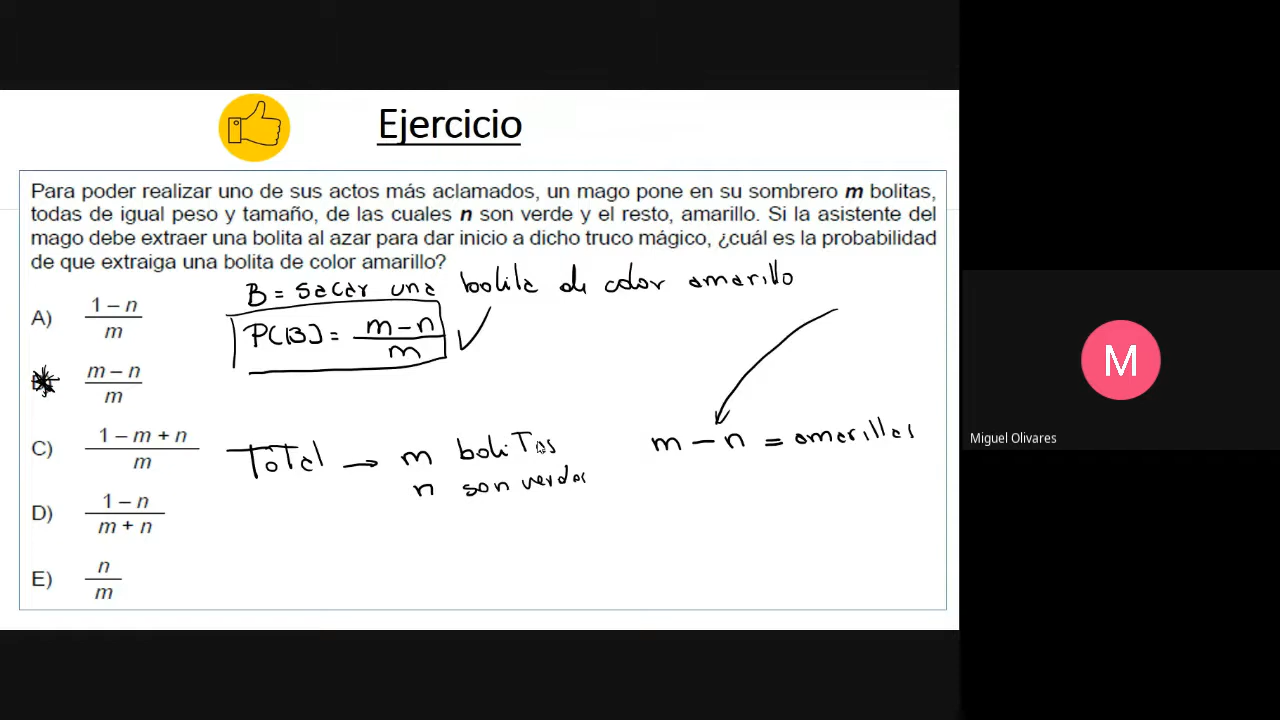 Ejercicio
Para poder realizar uno de sus actos más aclamados, un mago pone en su sombrero m bolitas,
todas de igual peso y tamaño, de las cuales n son verde y el resto, amarillo. Si la asistente del
mago debe extraer una bolita al azar para dar inicio a dicho truco mágico, ¿cuál es la probabilidad
de que extraiga una bolita de color amarillo?
B = sacar una bolita de color amarillo
P(B) = m – n / m
A) 1 – n / m
m – n / m
C) 1 – m + n / m
D) 1 – n / m + n
E) n / m
Total → m bolitas
n son verdes
m – n = amarillas
M
Miguel Olivares